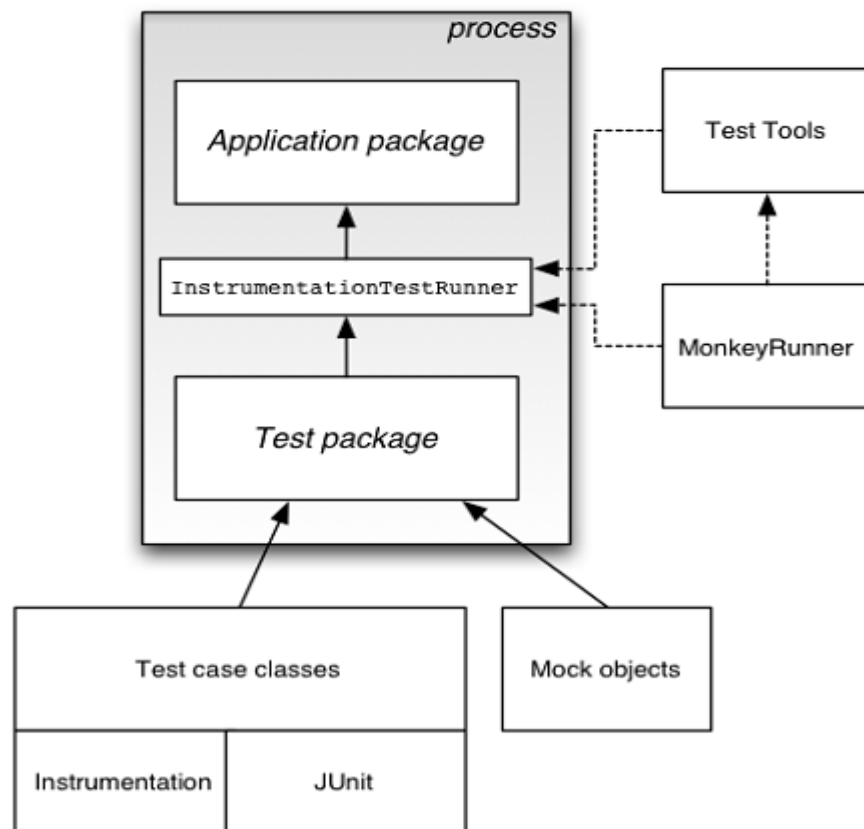 process
Application package
Test Tools
InstrumentationTestRunner
MonkeyRunner
Test package
Test case classes
Mock objects
Instrumentation
JUnit